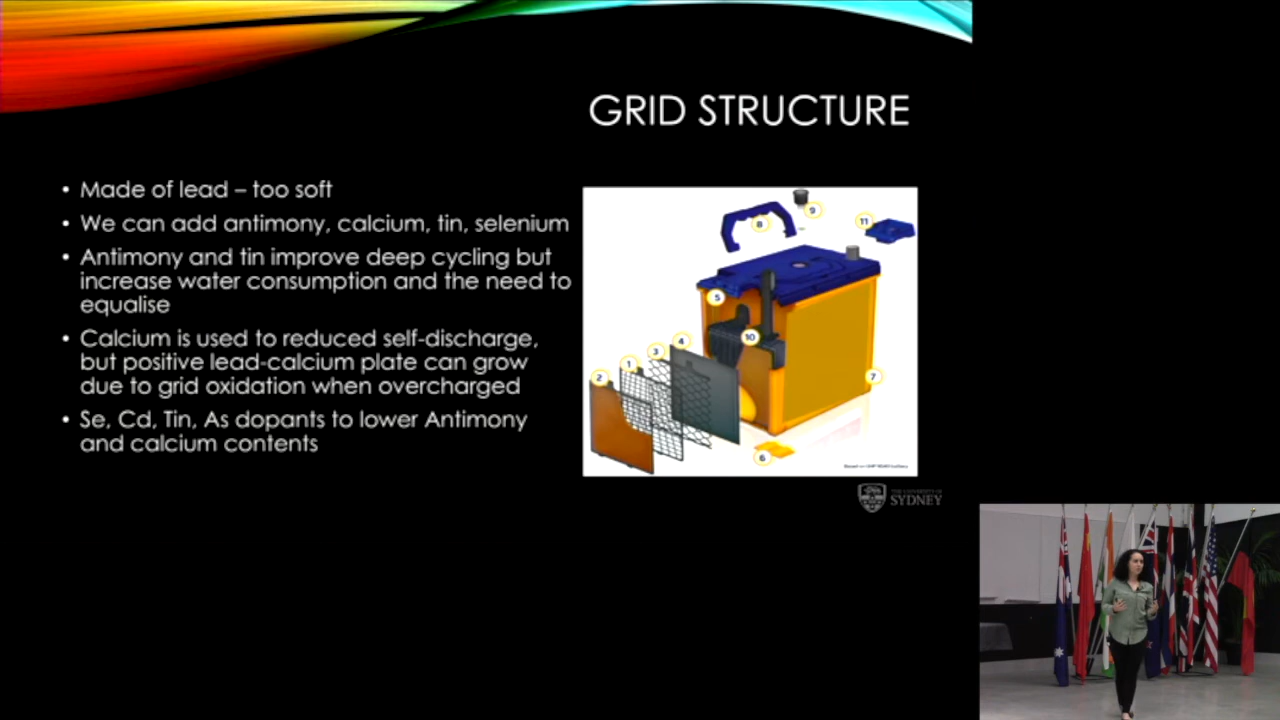 GRID STRUCTURE
• Made of lead – too soft
• We can add antimony, calcium, tin, selenium
• Antimony and tin improve deep cycling but
increase water consumption and the need to
equalise
• Calcium is used to reduced self-discharge,
but positive lead-calcium plate can grow
due to grid oxidation when overcharged
• Se, Cd, Tin, As dopants to lower Antimony
and calcium contents
9
8
11
5
10
4
3
1
2
7
6
THE UNIVERSITY OF
SYDNEY